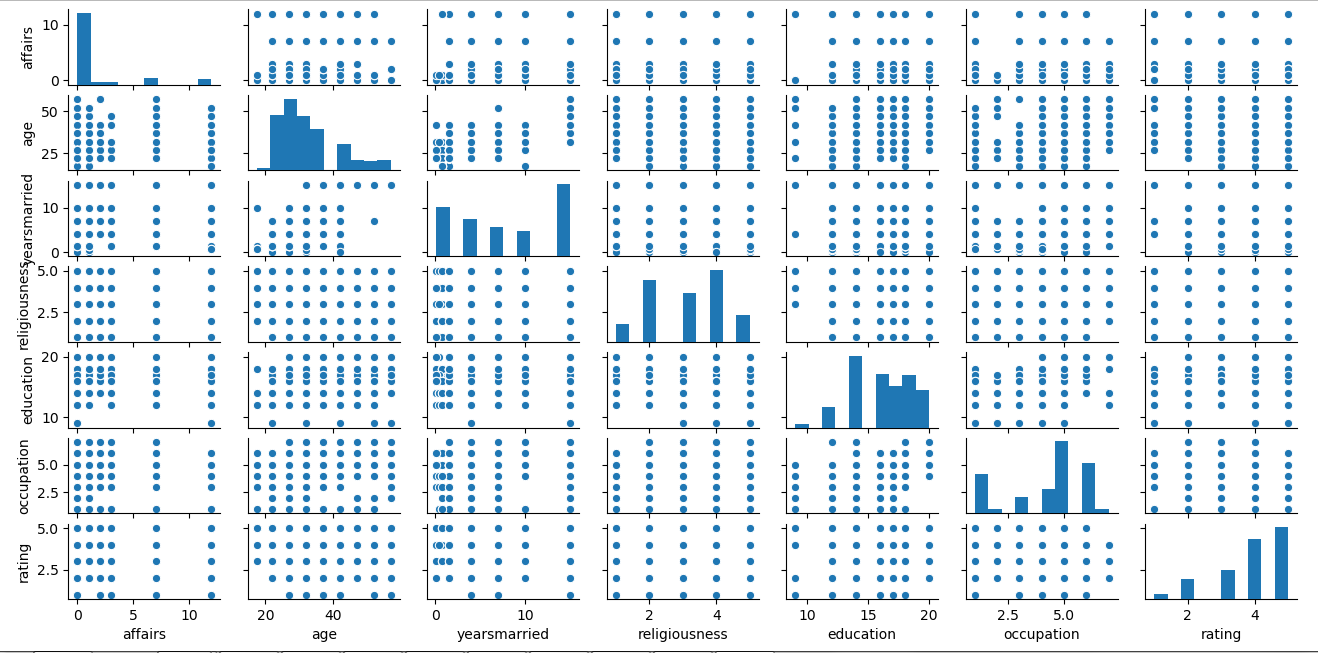 affairs
10
0
age
50
25
yearsmarried
10
0
religiousness
5.0
2.5
education
20
10
occupation
5.0
2.5
rating
5.0
2.5
0 5 10 20 40 0 10 2 4 10 15 20 2.5 5.0 2 4
affairs age yearsmarried religiousness education occupation rating